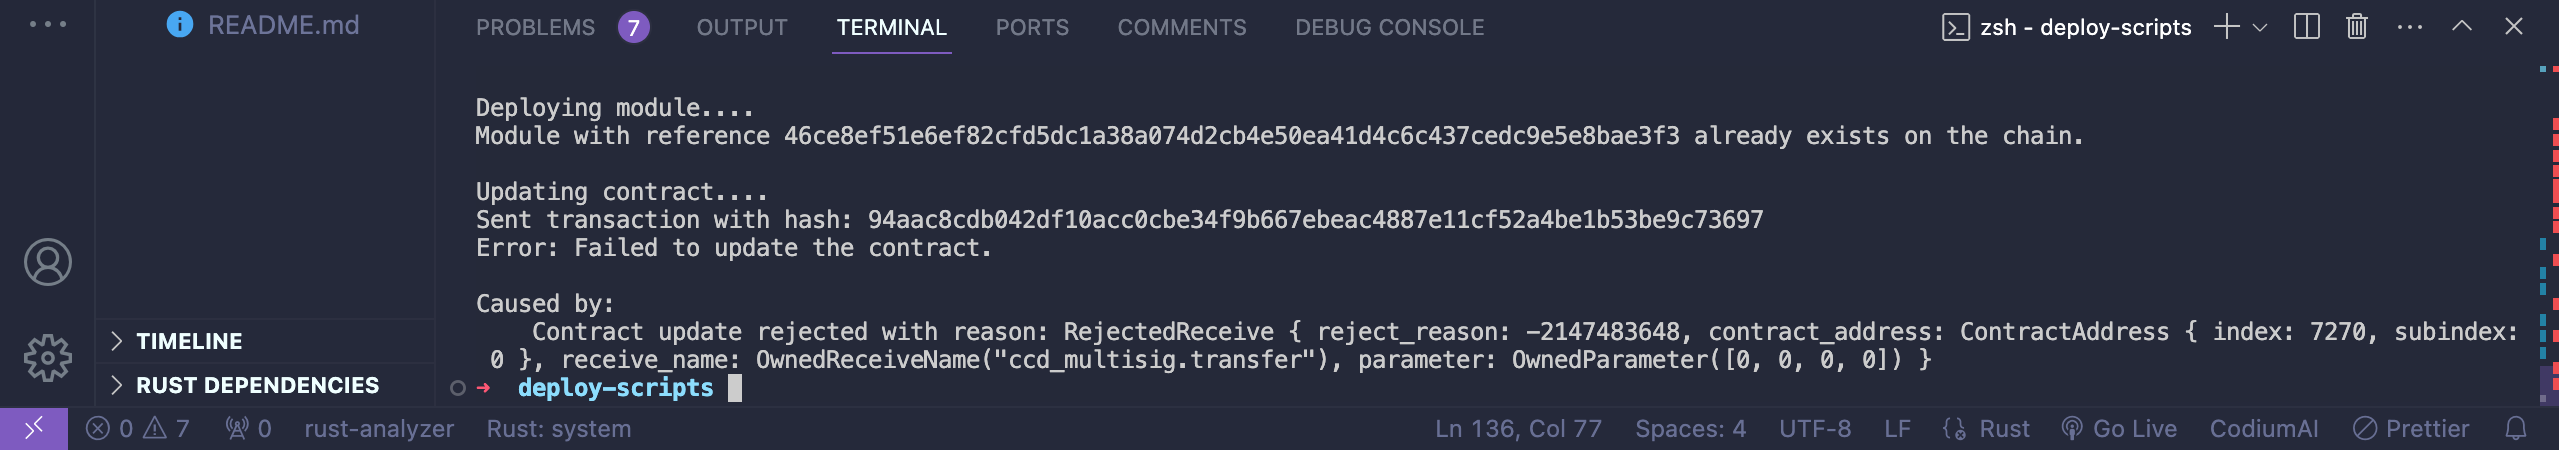 README.md
PROBLEMS 7 OUTPUT TERMINAL PORTS COMMENTS DEBUG CONSOLE
zsh - deploy-scripts
Deploying module....
Module with reference 46ce8ef51e6ef82cfd5dc1a38a074d2cb4e50ea41d4c6c437cedc9e5e8bae3f3 already exists on the chain.
Updating contract....
Sent transaction with hash: 94aac8cdb042df10acc0cbe34f9b667ebeac4887e11cf52a4be1b53be9c73697
Error: Failed to update the contract.
Caused by:
Contract update rejected with reason: RejectedReceive { reject_reason: -2147483648, contract_address: ContractAddress { index: 7270, subindex:
0 }, receive_name: OwnedReceiveName("ccd_multisig.transfer"), parameter: OwnedParameter([0, 0, 0, 0]) }
→ deploy-scripts
TIMELINE
RUST DEPENDENCIES
0 7 0 rust-analyzer Rust: system
Ln 136, Col 77 Spaces: 4 UTF-8 LF Rust Go Live CodiumAI Prettier